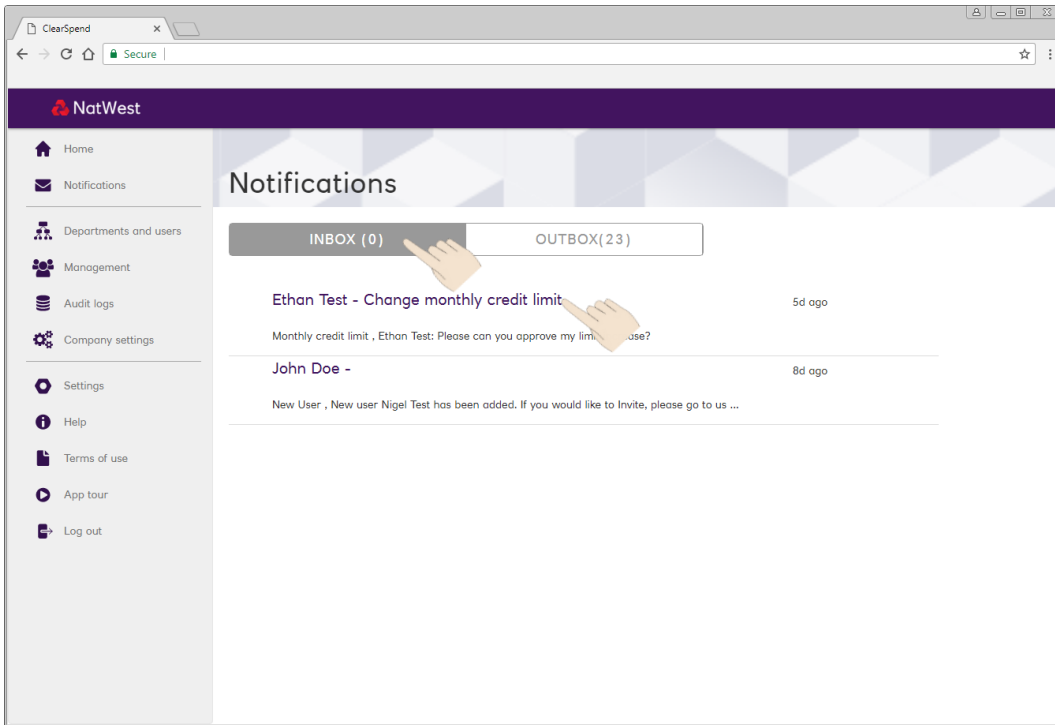 ClearSpend
Secure
NatWest
Home
Notifications
Departments and users
Management
Audit logs
Company settings
Settings
Help
Terms of use
App tour
Log out
Notifications
INBOX (0)
OUTBOX(23)
Ethan Test - Change monthly credit limit
5d ago
Monthly credit limit , Ethan Test: Please can you approve my
John Doe -
8d ago
New User , New user Nigel Test has been added. If you would like to Invite, please go to us ...